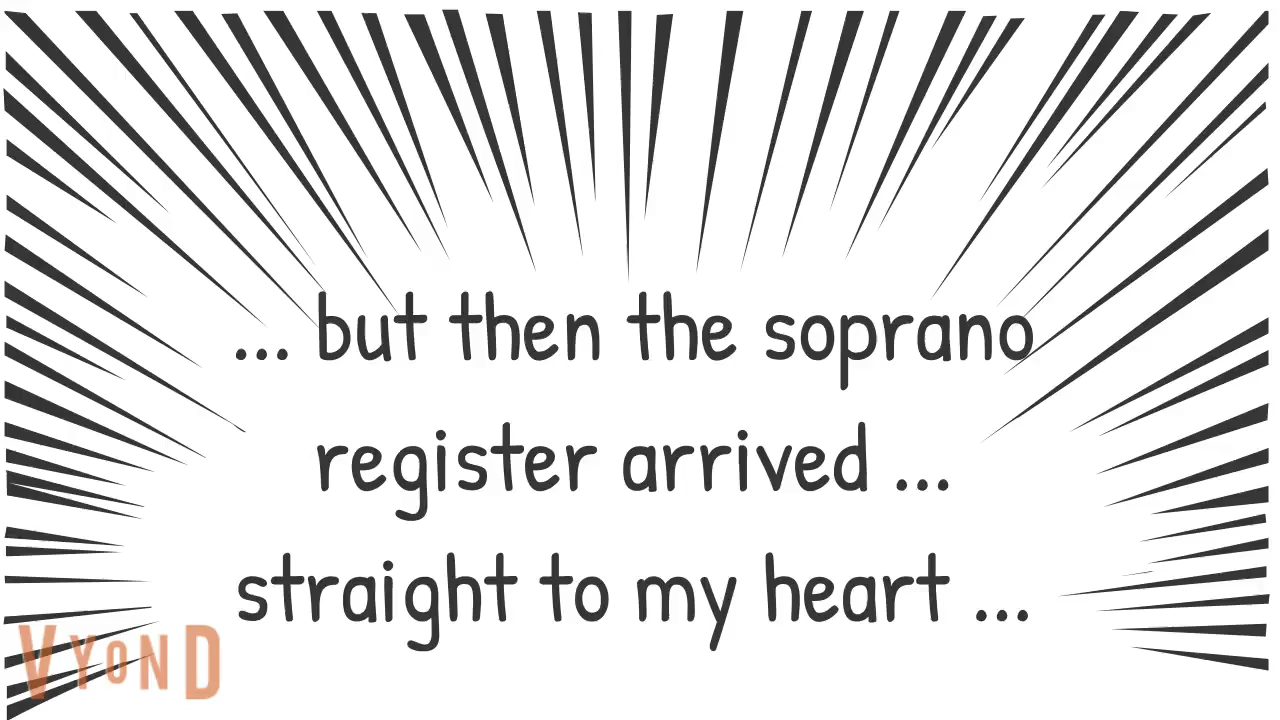 ... but then the soprano
register arrived ...
straight to my heart ...
VYOND